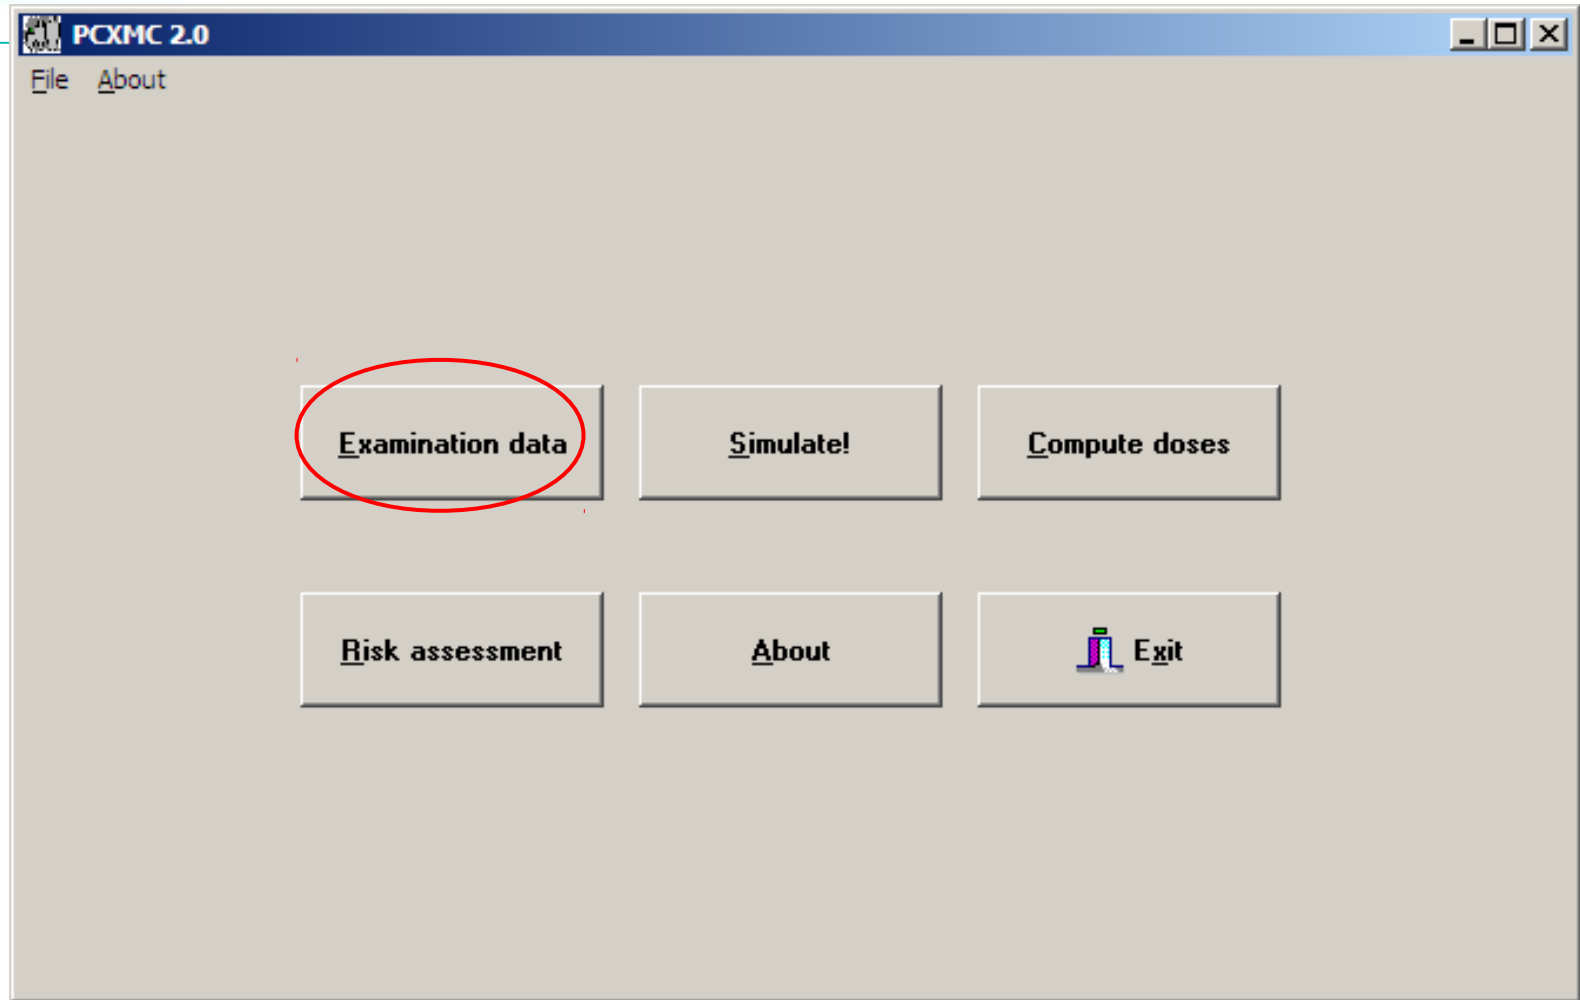 PCXMC 2.0
File About
Examination data Simulate! Compute doses
Risk assessment About Exit